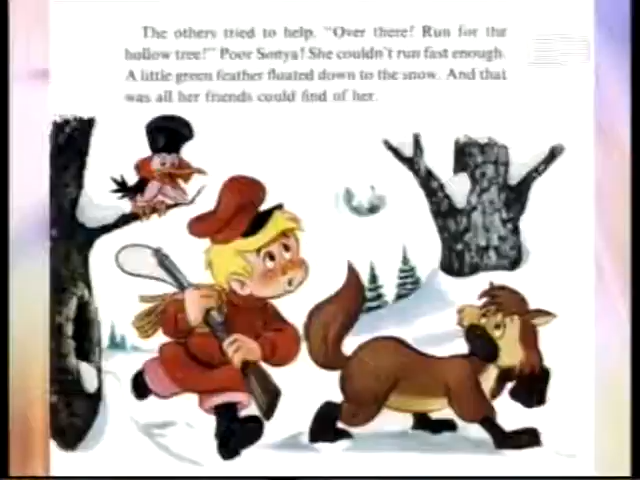 The others tried to help. "Over there! Run for the
hollow tree!" Poor Sonya! She couldn't run fast enough.
A little green feather floated down to the snow. And that
was all her friends could find of her.